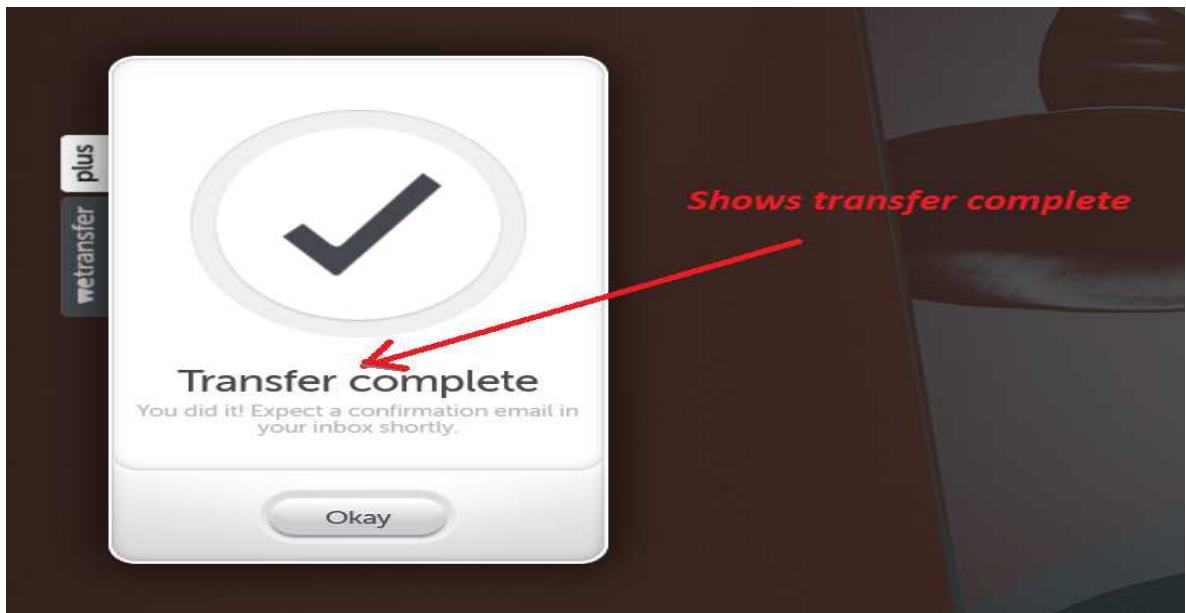 plus
wetransfer
Shows transfer complete
Transfer complete
You did it! Expect a confirmation email in
your inbox shortly.
Okay